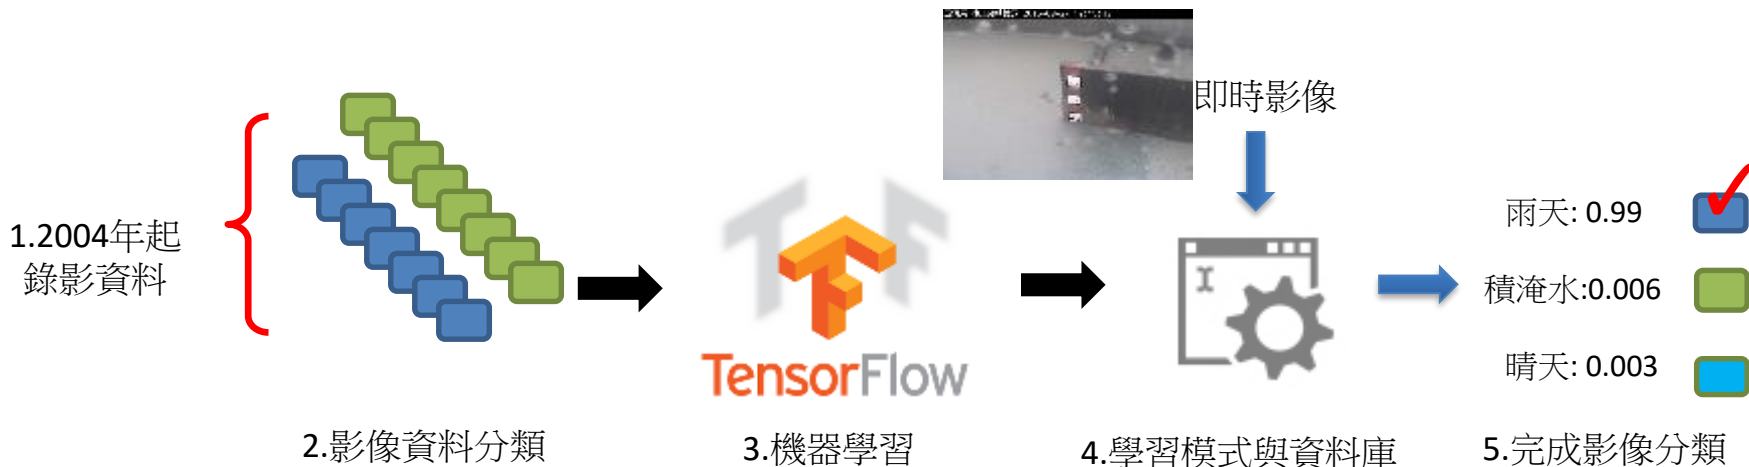 即時影像
1.2004年起
錄影資料
TensorFlow
雨天: 0.99
積淹水:0.006
晴天: 0.003
2.影像資料分類
3.機器學習
4.學習模式與資料庫
5.完成影像分類